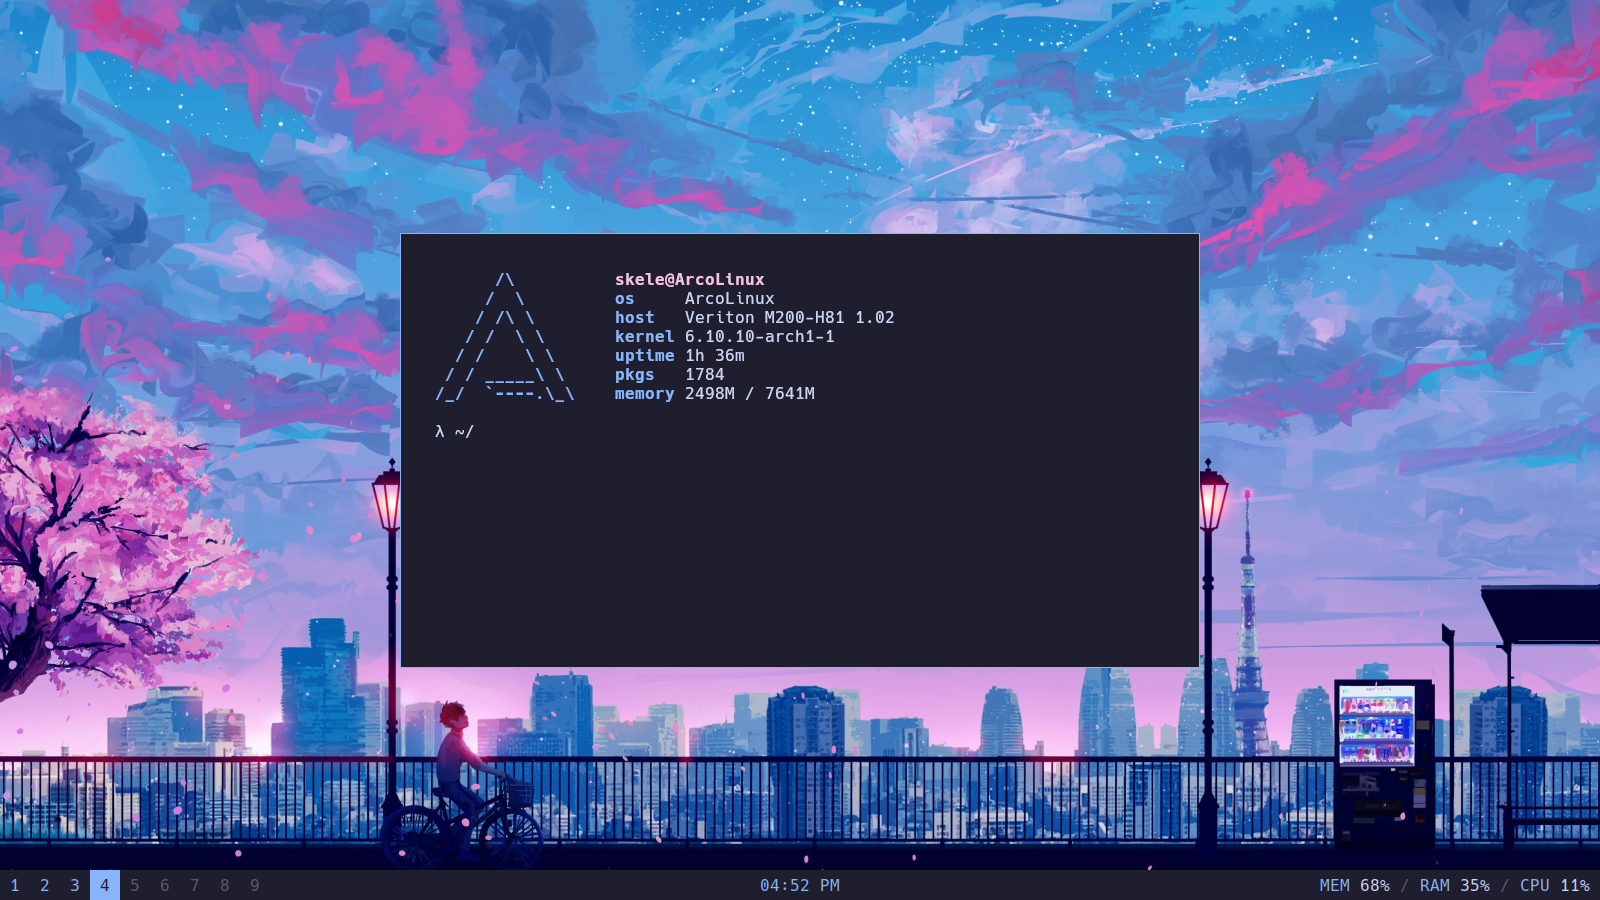 /\
      /  \
     / /\ \
    / /  \ \
   / /    \ \
  / / _____\ \
 /_/  `----.\_\
skele@ArcoLinux
os ArcoLinux
host Veriton M200-H81 1.02
kernel 6.10.10-arch1-1
uptime 1h 36m
pkgs 1784
memory 2498M / 7641M
λ ~/
1 2 3 4 5 6 7 8 9
04:52 PM
MEM 68% / RAM 35% / CPU 11%